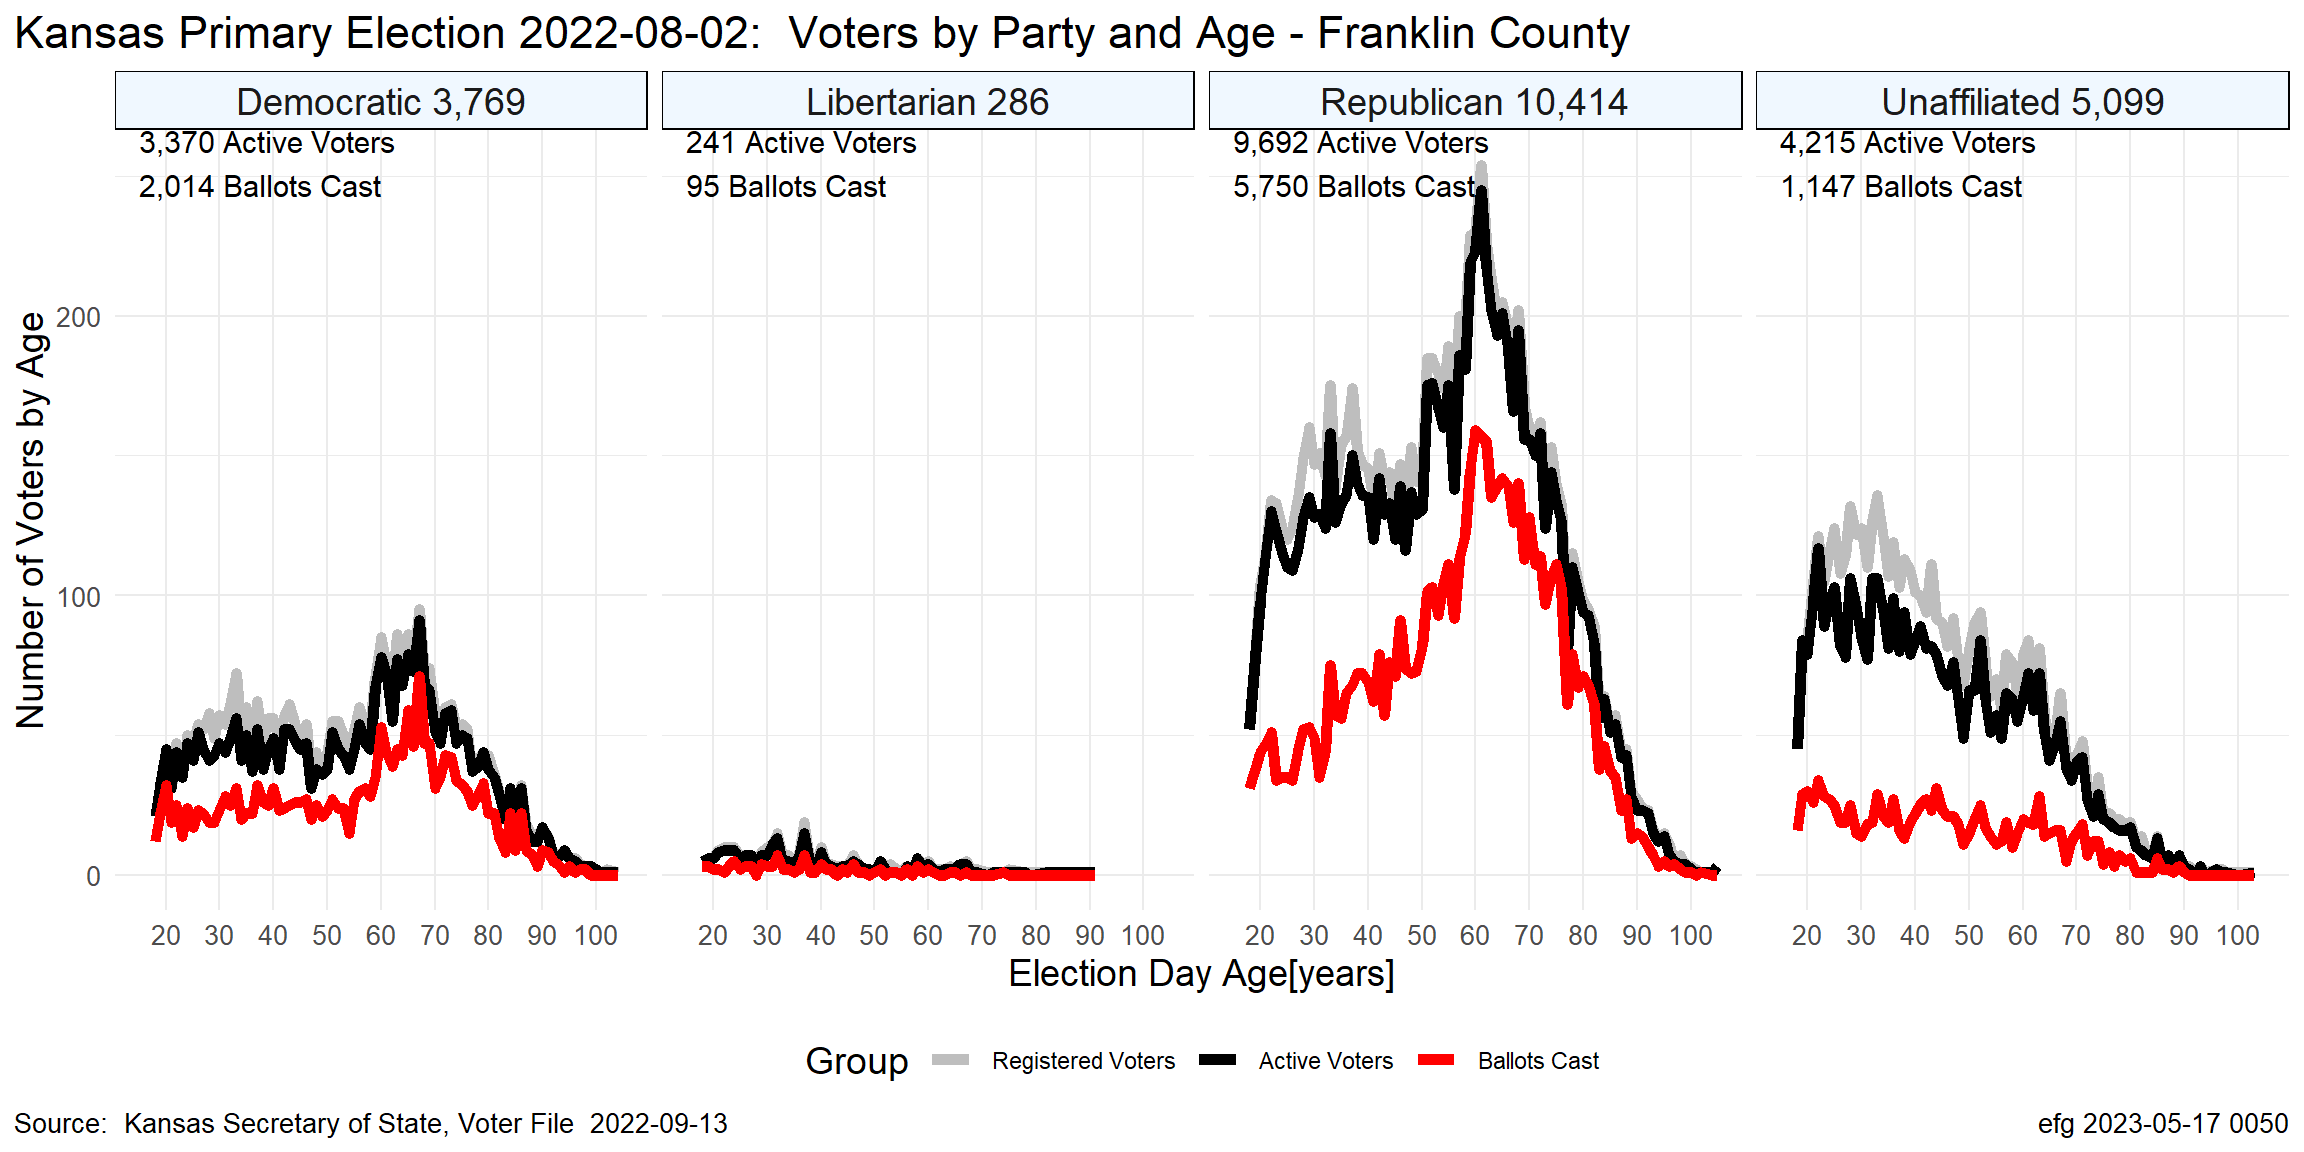 Kansas Primary Election 2022-08-02:  Voters by Party and Age - Franklin County
Democratic 3,769
Libertarian 286
Republican 10,414
Unaffiliated 5,099
3,370 Active Voters
2,014 Ballots Cast
241 Active Voters
95 Ballots Cast
9,692 Active Voters
5,750 Ballots Cast
4,215 Active Voters
1,147 Ballots Cast
Number of Voters by Age
200
100
0
20 30 40 50 60 70 80 90 100
20 30 40 50 60 70 80 90 100
20 30 40 50 60 70 80 90 100
20 30 40 50 60 70 80 90 100
Election Day Age[years]
Group Registered Voters Active Voters Ballots Cast
Source:  Kansas Secretary of State, Voter File  2022-09-13
efg 2023-05-17 0050